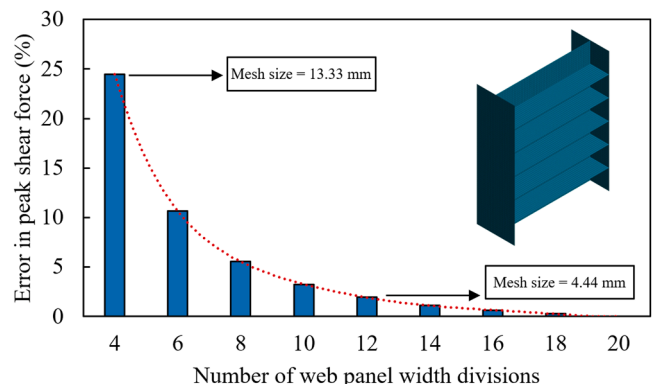 Error in peak shear force (%)
30
25
20
15
10
5
0
Mesh size = 13.33 mm
Mesh size = 4.44 mm
4 6 8 10 12 14 16 18 20
Number of web panel width divisions